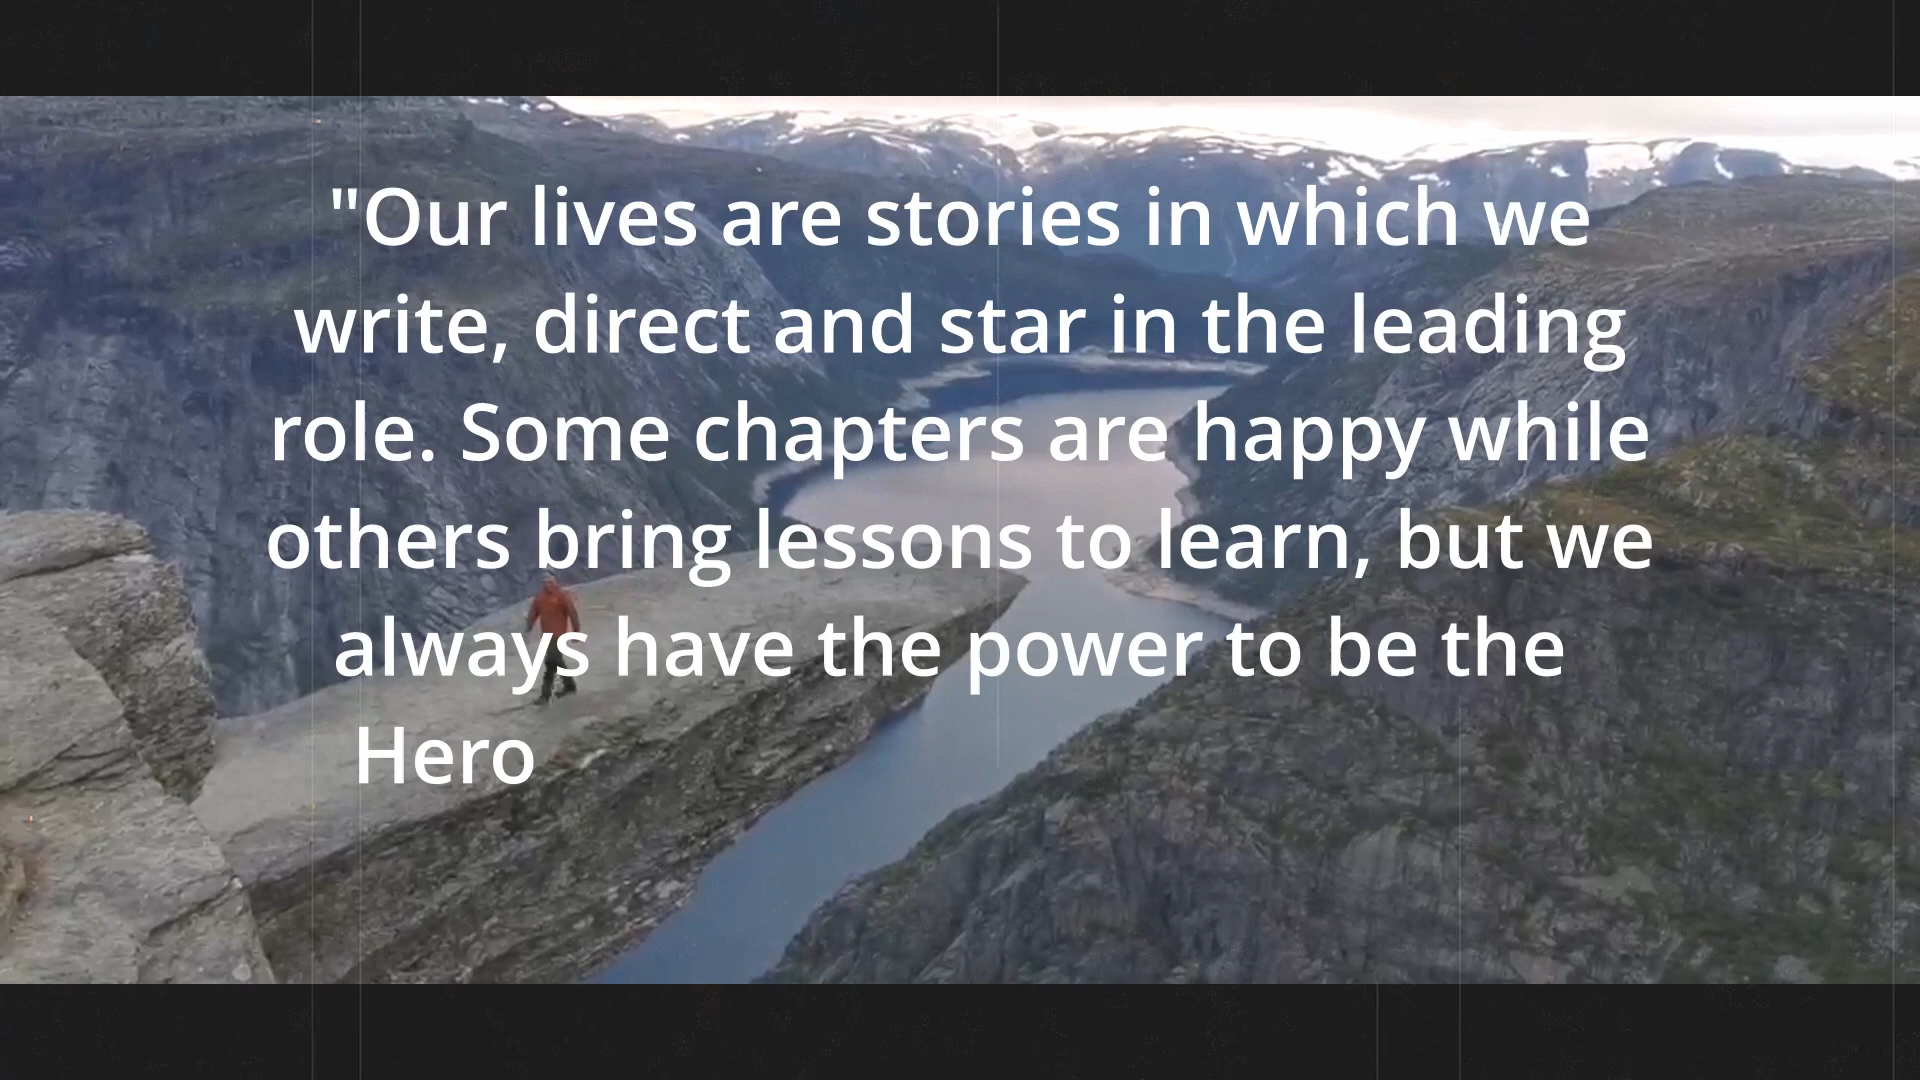 "Our lives are stories in which we
write, direct and star in the leading
role. Some chapters are happy while
others bring lessons to learn, but we
always have the power to be the
Hero